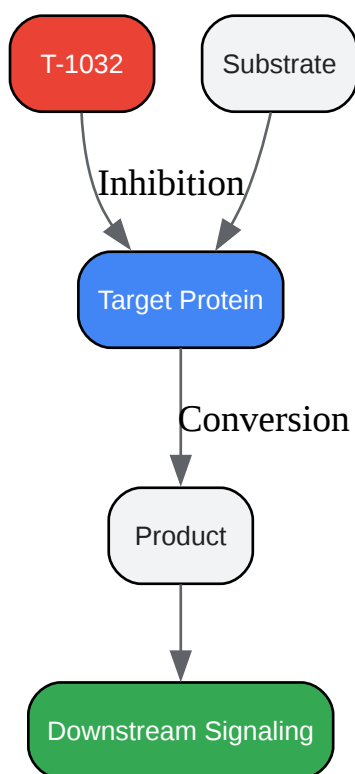 T-1032
Substrate
Inhibition
Target Protein
Conversion
Product
Downstream Signaling